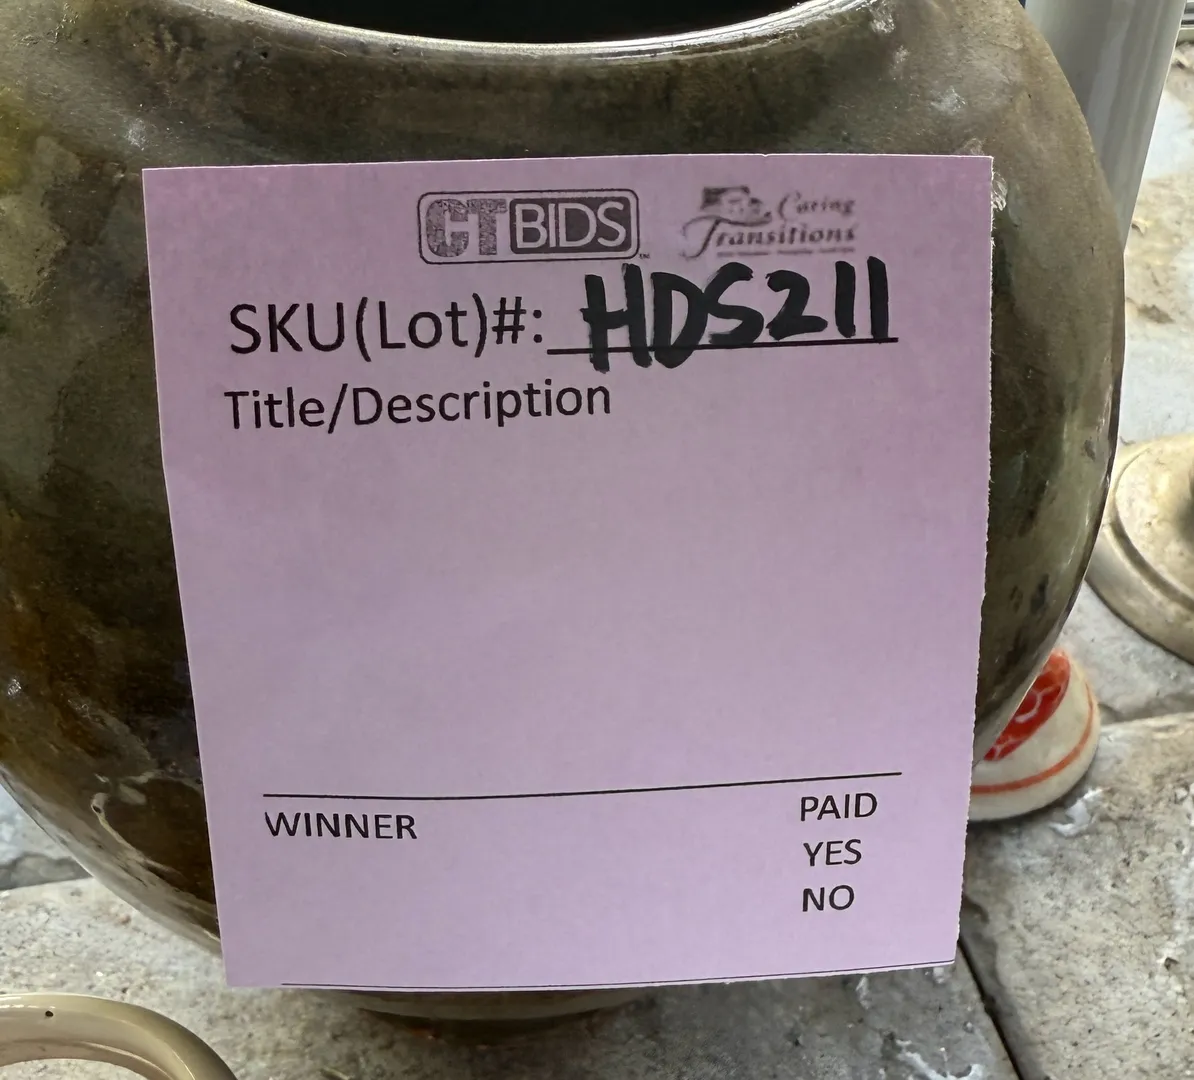 CTBIDS
Caring
Transitions
SKU(Lot)#: HDS211
Title/Description
WINNER
PAID
YES
NO